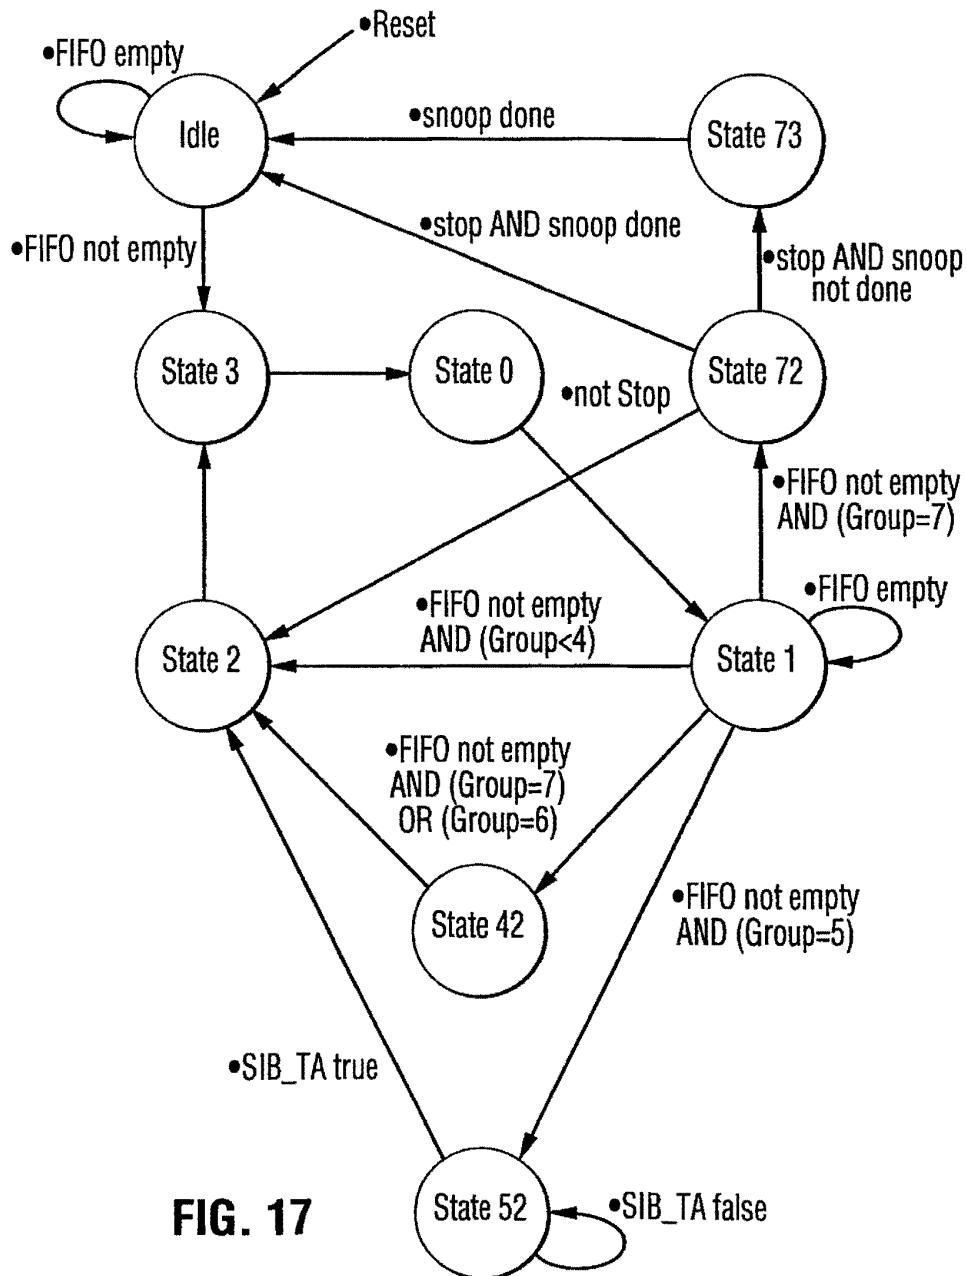 •Reset
•FIFO empty
Idle
•snoop done
State 73
•stop AND snoop done
•FIFO not empty
•stop AND snoop
not done
State 3
State 0
State 72
•not Stop
•FIFO not empty
AND (Group=7)
•FIFO empty
•FIFO not empty
AND (Group<4)
State 2
State 1
•FIFO not empty
AND (Group=7)
OR (Group=6)
•FIFO not empty
AND (Group=5)
State 42
•SIB_TA true
State 52
•SIB_TA false
FIG. 17